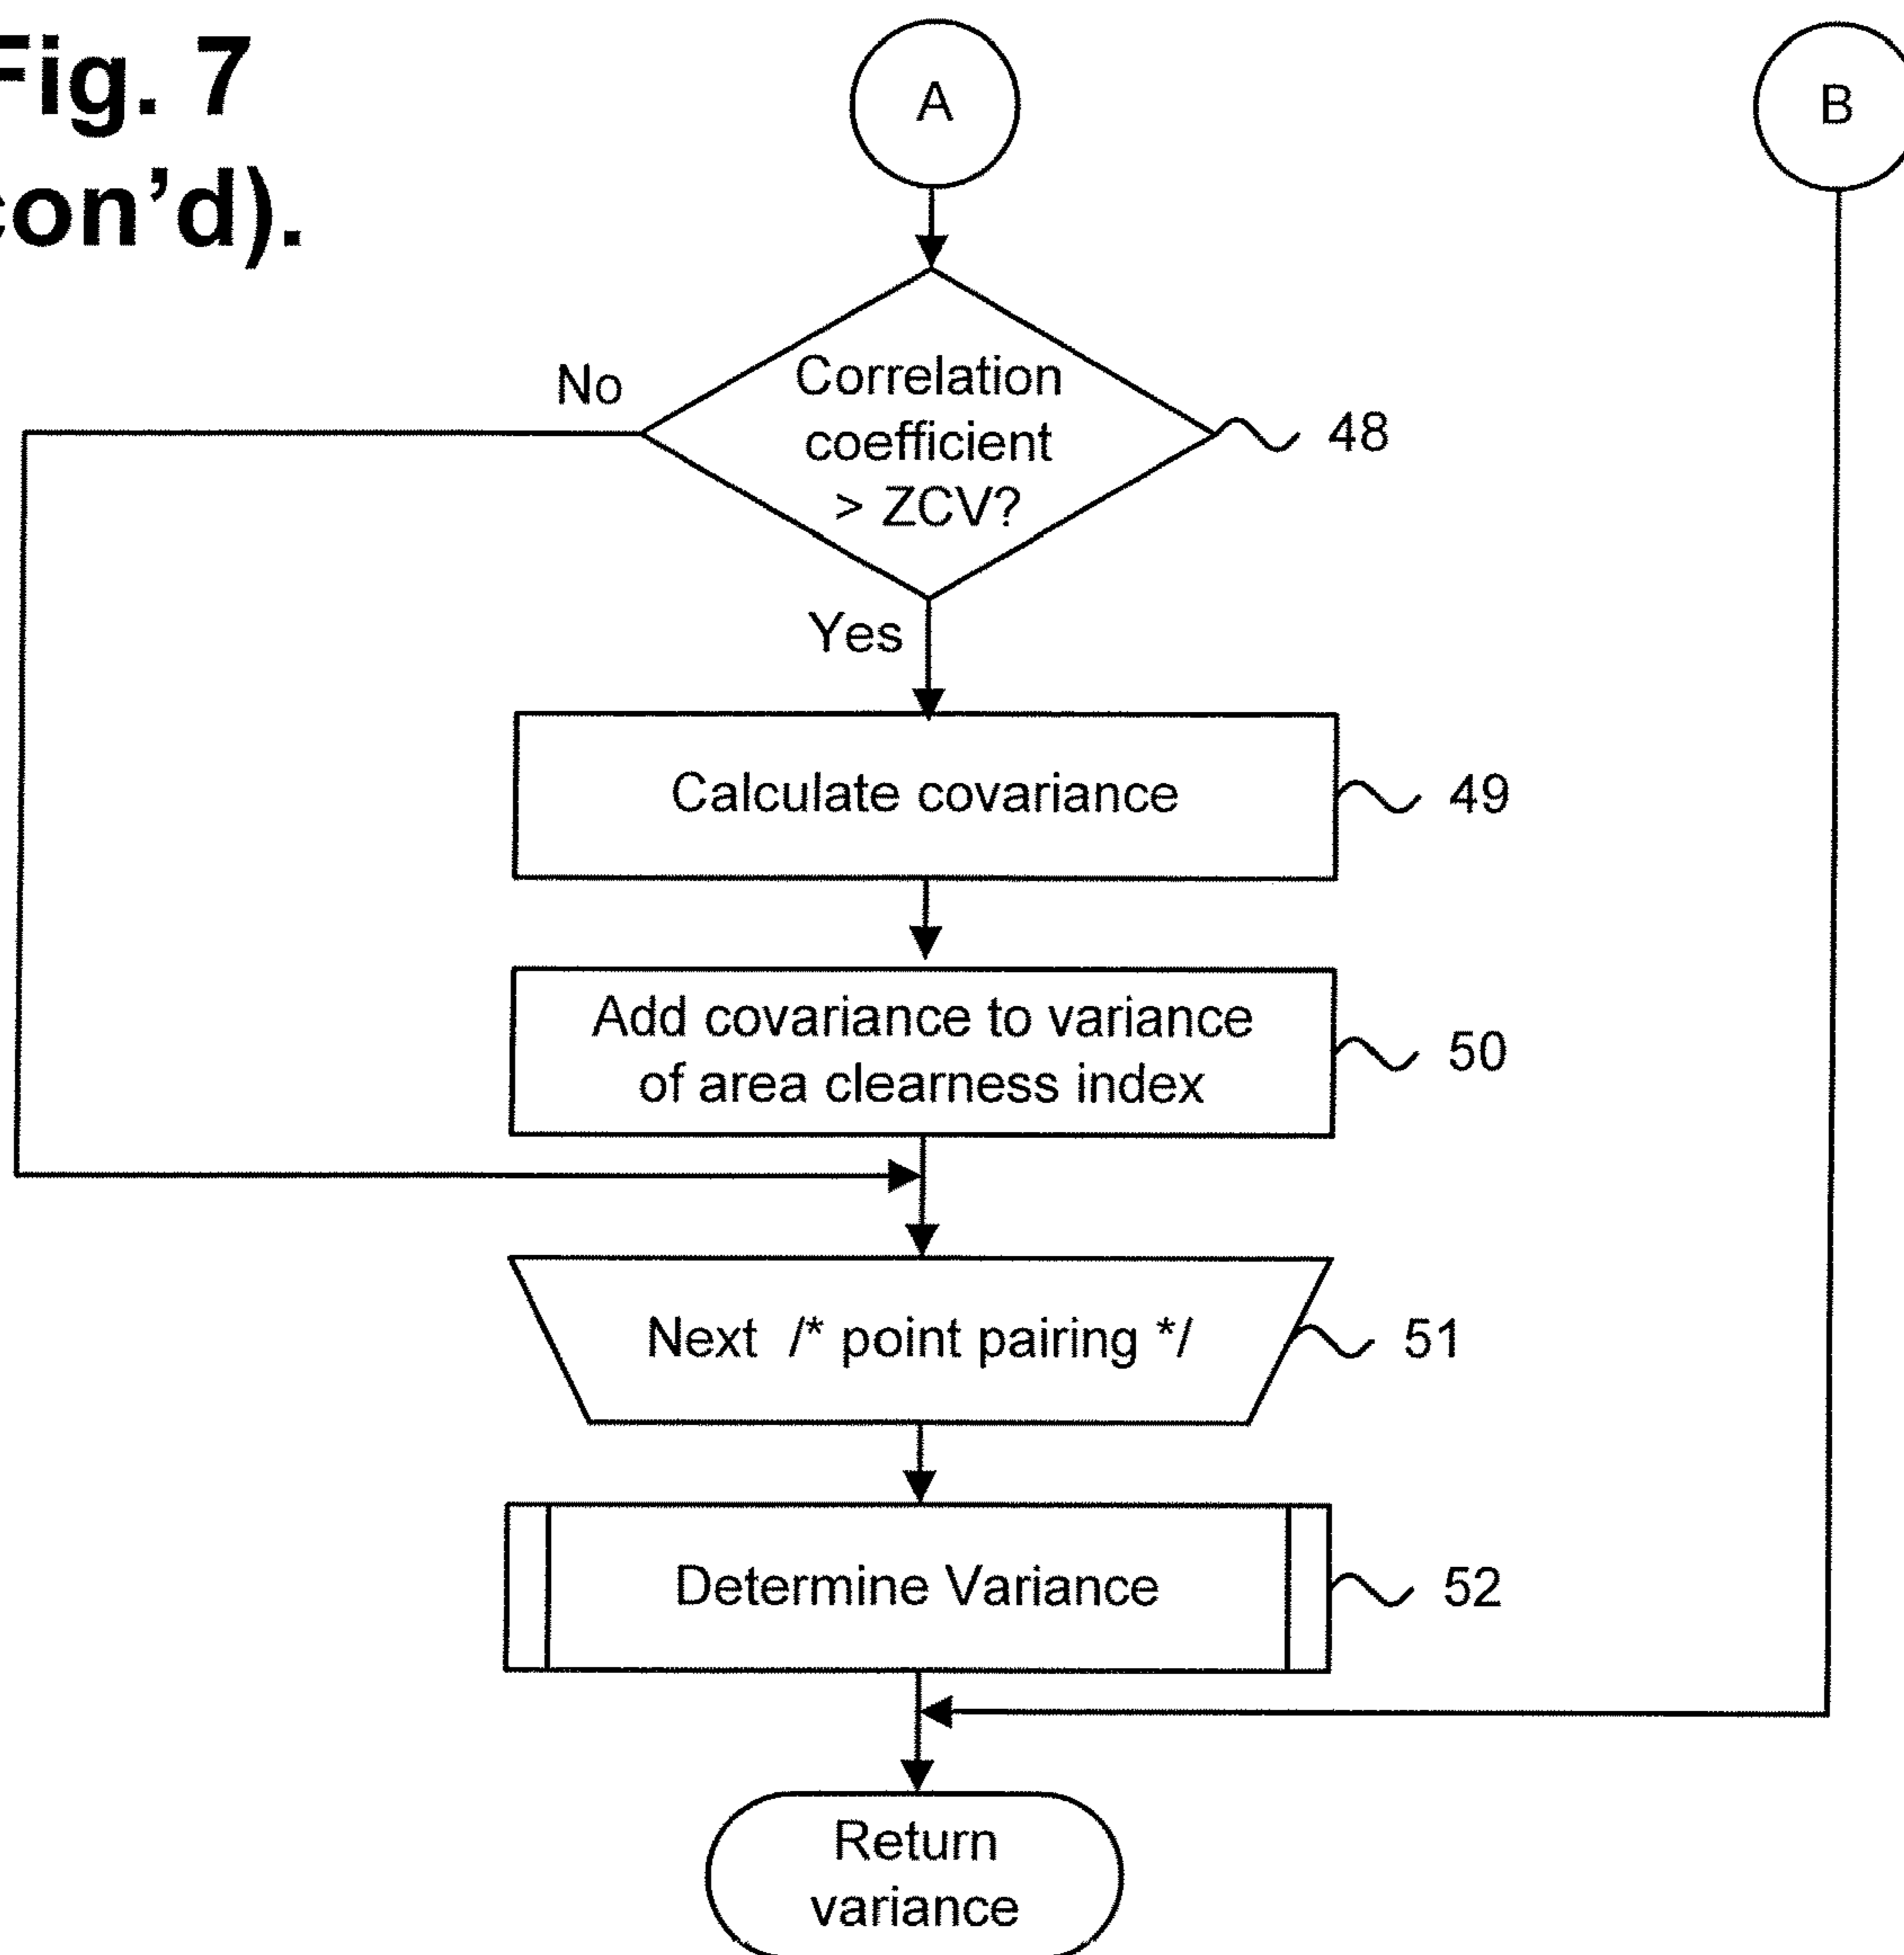 Fig. 7
con’d).
A
B
Correlation
coefficient
> ZCV?
No
48
Yes
Calculate covariance
49
Add covariance to variance
of area clearness index
50
Next /* point pairing */
51
Determine Variance
52
Return
variance